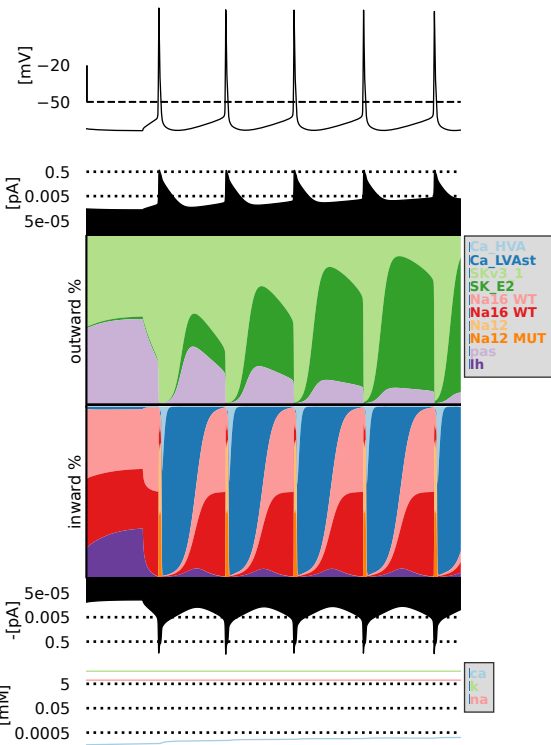 [mV]
−20
−50
[pA]
0.5
0.005
5e-05
outward %
Ca_HVA
Ca_LVAst
SKv3_1
SK_E2
Na16 WT
Na16 WT
Na12
Na12 MUT
pas
Ih
inward %
-[pA]
5e-05
0.005
0.5
[mM]
5
0.05
0.0005
ca
k
na